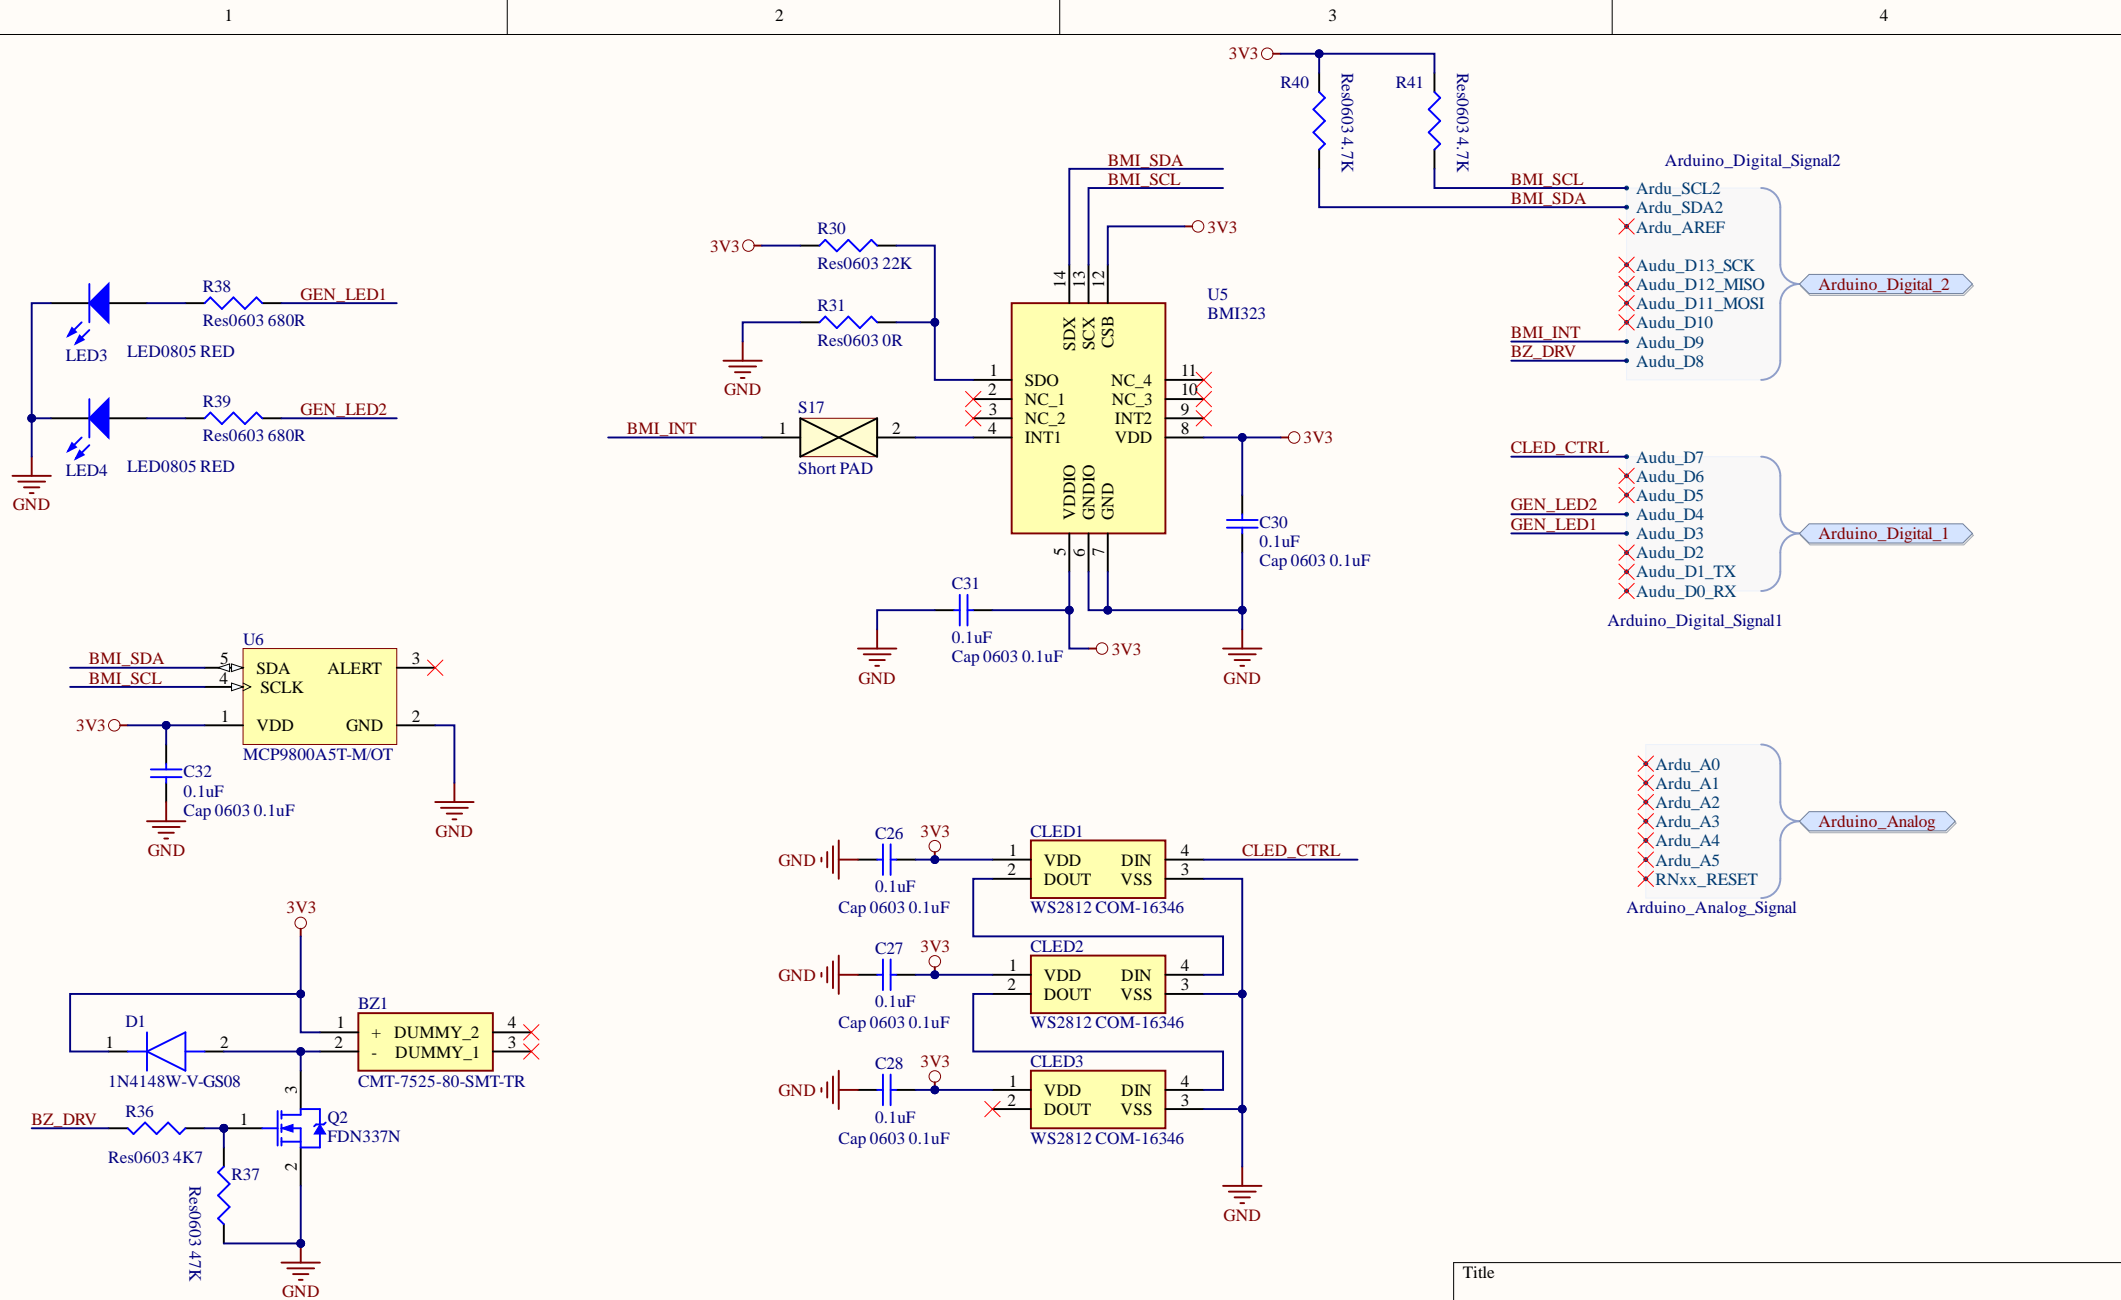 1
2
3
4
3V3
R40
Res0603 4.7K
R41
Res0603 4.7K
Arduino_Digital_Signal2
BMI_SCL
Ardu_SCL2
BMI_SDA
Ardu_SDA2
Ardu_AREF
Audu_D13_SCK
Audu_D12_MISO
Audu_D11_MOSI
Audu_D10
BMI_INT
Audu_D9
BZ_DRV
Audu_D8
Arduino_Digital_2
R38
GEN_LED1
Res0603 680R
LED3
LED0805 RED
R39
GEN_LED2
Res0603 680R
LED4
LED0805 RED
GND
BMI_SDA
BMI_SCL
3V3
R30
3V3
Res0603 22K
R31
Res0603 0R
GND
14
13
12
U5
BMI323
SDX
SCX
CSB
1
SDO
NC_4
11
2
NC_1
NC_3
10
3
NC_2
INT2
9
4
INT1
VDD
8
3V3
BMI_INT
S17
1
2
Short PAD
VDDIO
GNDIO
GND
5
6
7
C30
0.1uF
Cap 0603 0.1uF
C31
0.1uF
Cap 0603 0.1uF
GND
3V3
GND
CLED_CTRL
Audu_D7
Audu_D6
Audu_D5
GEN_LED2
Audu_D4
GEN_LED1
Audu_D3
Audu_D2
Audu_D1_TX
Audu_D0_RX
Arduino_Digital_1
Arduino_Digital_Signal1
U6
BMI_SDA
5
SDA
ALERT
3
BMI_SCL
4
SCLK
3V3
1
VDD
GND
2
MCP9800A5T-M/OT
C32
0.1uF
Cap 0603 0.1uF
GND
GND
Ardu_A0
Ardu_A1
Ardu_A2
Ardu_A3
Ardu_A4
Ardu_A5
RNxx_RESET
Arduino_Analog
Arduino_Analog_Signal
C26
3V3
CLED1
GND
1
VDD
DIN
4
CLED_CTRL
2
DOUT
VSS
3
0.1uF
Cap 0603 0.1uF
WS2812 COM-16346
C27
3V3
CLED2
GND
1
VDD
DIN
4
2
DOUT
VSS
3
0.1uF
Cap 0603 0.1uF
WS2812 COM-16346
C28
3V3
CLED3
GND
1
VDD
DIN
4
2
DOUT
VSS
3
0.1uF
Cap 0603 0.1uF
WS2812 COM-16346
GND
3V3
BZ1
D1
1
2
1N4148W-V-GS08
1
+
DUMMY_2
4
2
-
DUMMY_1
3
CMT-7525-80-SMT-TR
3
BZ_DRV
R36
Res0603 4K7
1
Q2
FDN337N
2
R37
Res0603 47K
GND
Title